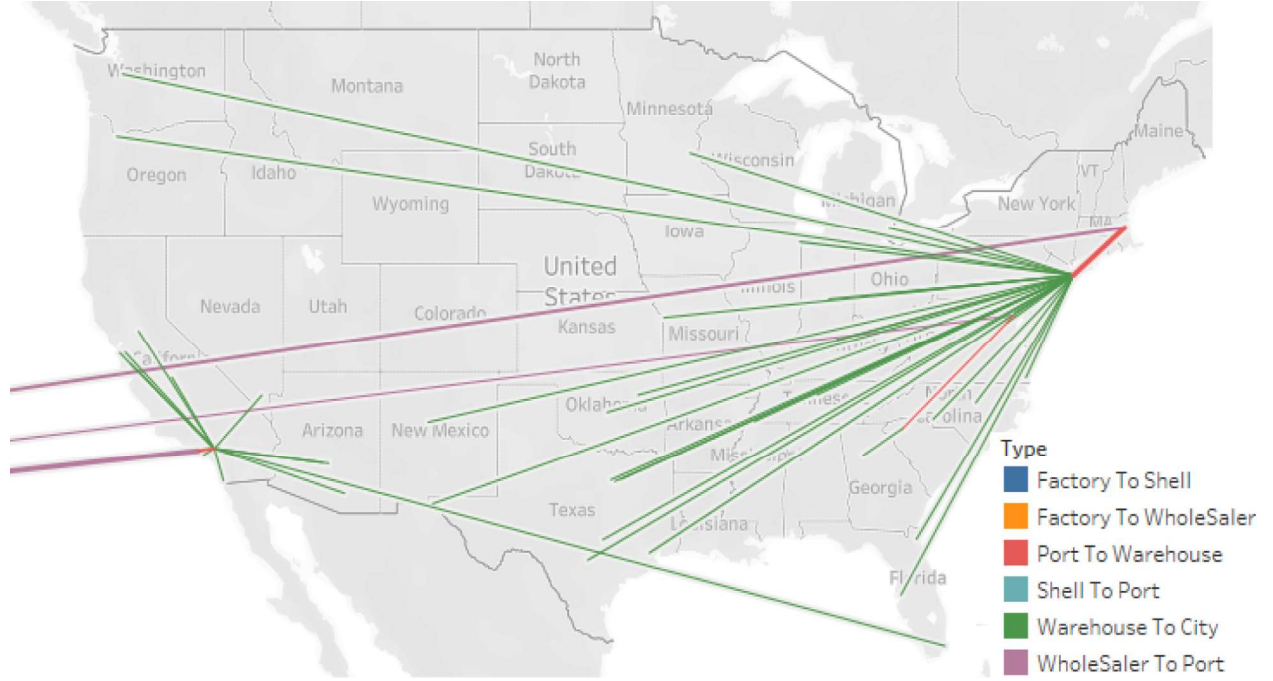 Washington
Montana
North
Dakota
Minnesota
Maine
South
Dakota
Wisconsin
Oregon
Idaho
Michigan
VT
Wyoming
New York
MA
Iowa
United
States
Ohio
Illinois
Nevada
Utah
Colorado
Kansas
Missouri
California
Oklahoma
Tennessee
North
Carolina
Arizona
New Mexico
Arkansas
Mississippi
Georgia
Texas
Louisiana
Florida
Type
Factory To Shell
Factory To WholeSaler
Port To Warehouse
Shell To Port
Warehouse To City
WholeSaler To Port